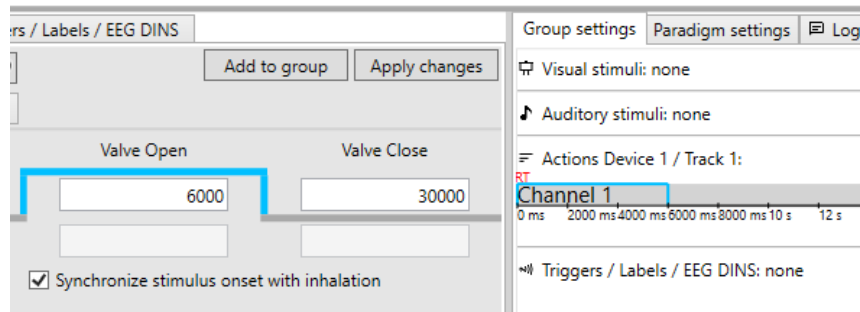 ers / Labels / EEG DINS
Add to group
Apply changes
Valve Open
Valve Close
6000
30000
Synchronize stimulus onset with inhalation
Group settings
Paradigm settings
Log
Visual stimuli: none
Auditory stimuli: none
Actions Device 1 / Track 1:
RT
Channel 1
0 ms 2000 ms 4000 ms 6000 ms 8000 ms 10 s 12 s
Triggers / Labels / EEG DINS: none